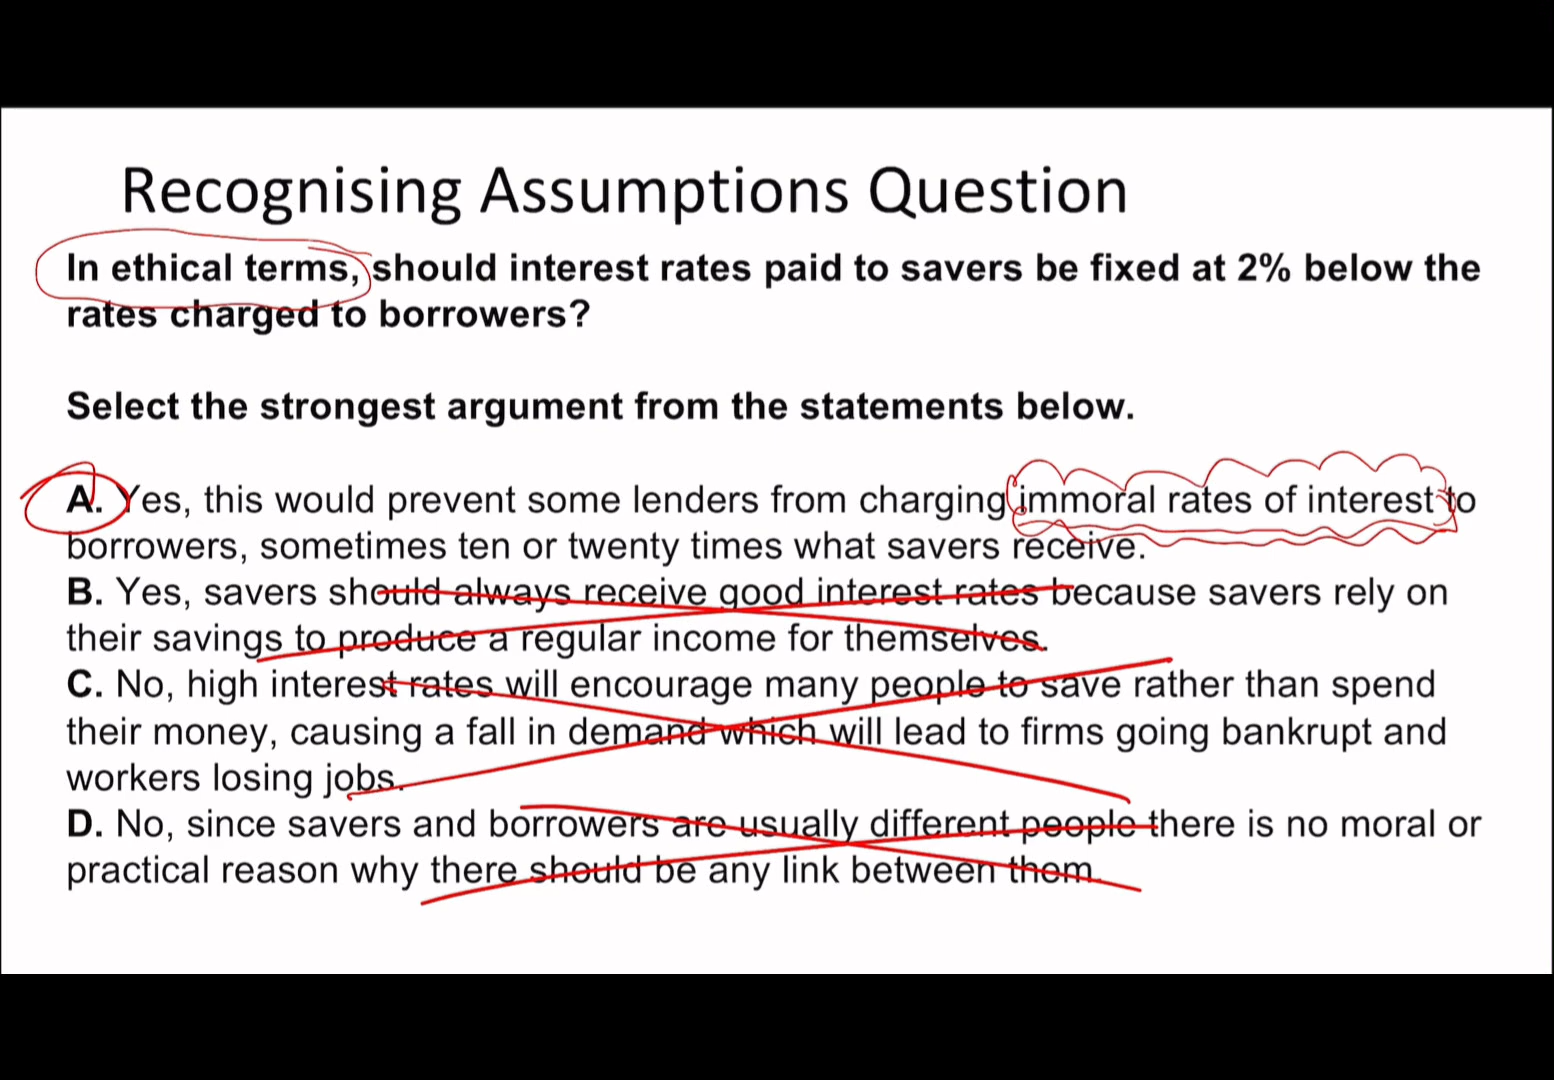 Recognising Assumptions Question
In ethical terms, should interest rates paid to savers be fixed at 2% below the
rates charged to borrowers?
Select the strongest argument from the statements below.
A. Yes, this would prevent some lenders from charging immoral rates of interest to
borrowers, sometimes ten or twenty times what savers receive.
B. Yes, savers should always receive good interest rates because savers rely on
their savings to produce a regular income for themselves.
C. No, high interest rates will encourage many people to save rather than spend
their money, causing a fall in demand which will lead to firms going bankrupt and
workers losing jobs.
D. No, since savers and borrowers are usually different people there is no moral or
practical reason why there should be any link between them.